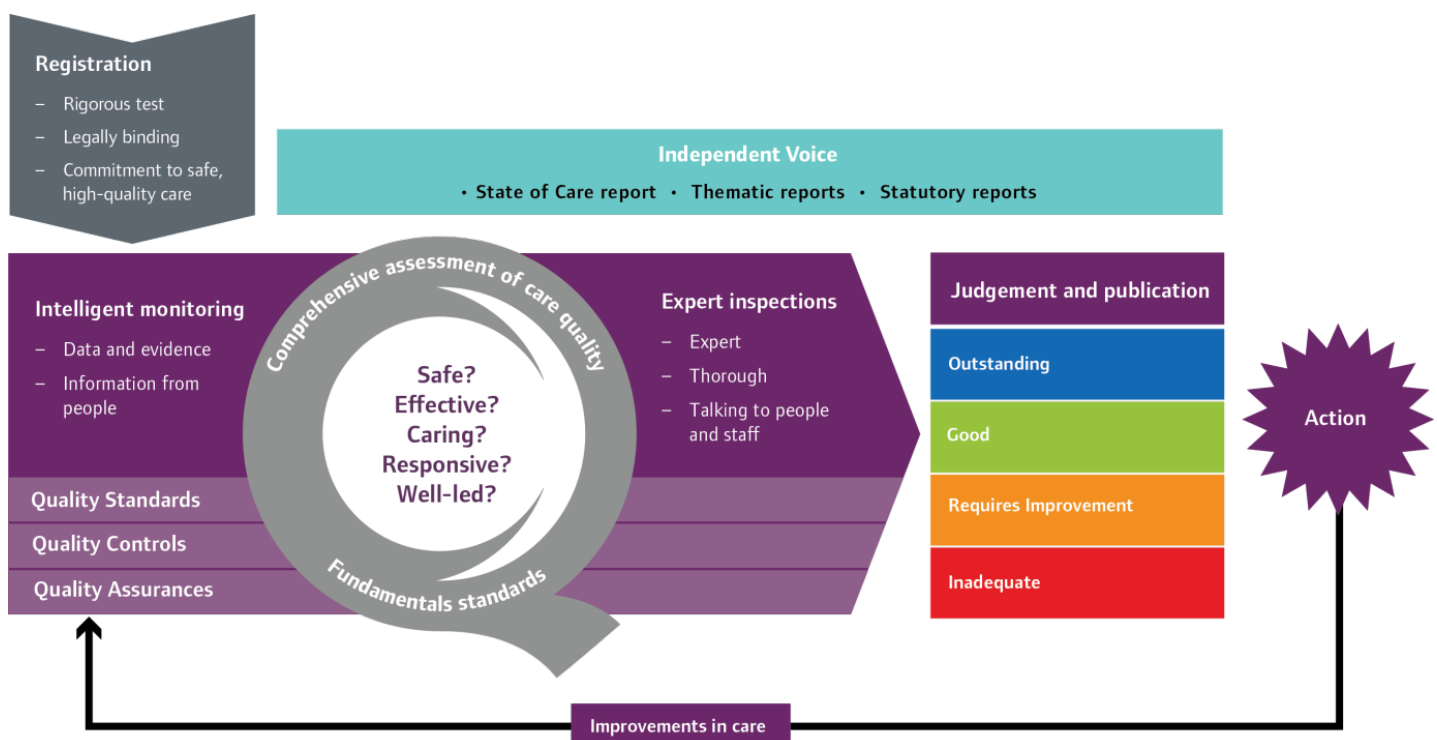 Registration
– Rigorous test
– Legally binding
– Commitment to safe,
high-quality care
Independent Voice
• State of Care report • Thematic reports • Statutory reports
Intelligent monitoring
– Data and evidence
– Information from
people
Quality Standards
Quality Controls
Quality Assurances
Comprehensive assessment of care quality
Safe?
Effective?
Caring?
Responsive?
Well-led?
Fundamentals standards
Expert inspections
– Expert
– Thorough
– Talking to people
and staff
Judgement and publication
Outstanding
Good
Requires Improvement
Inadequate
Action
Improvements in care